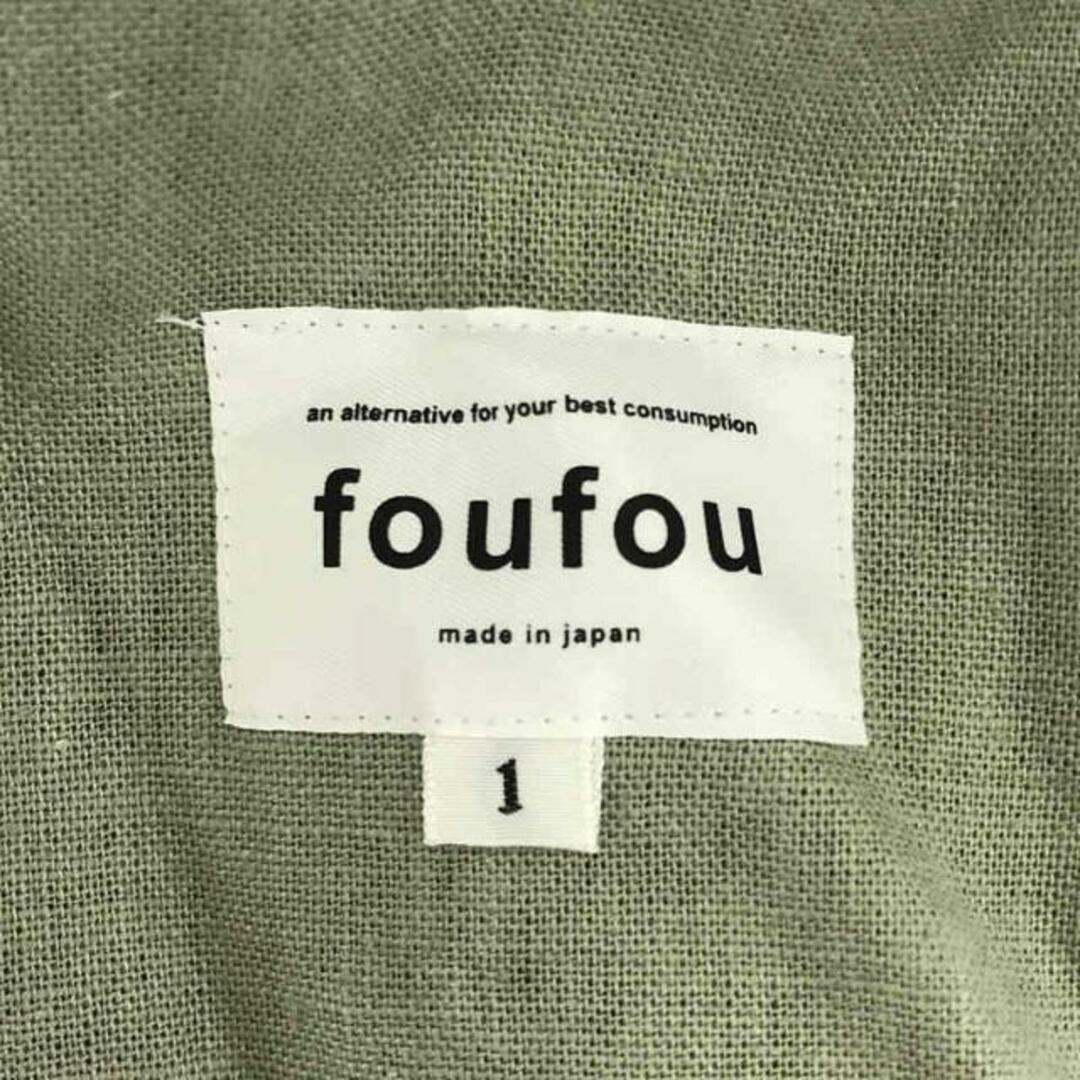 an alternative for your best consumption
foufou
made in japan
1